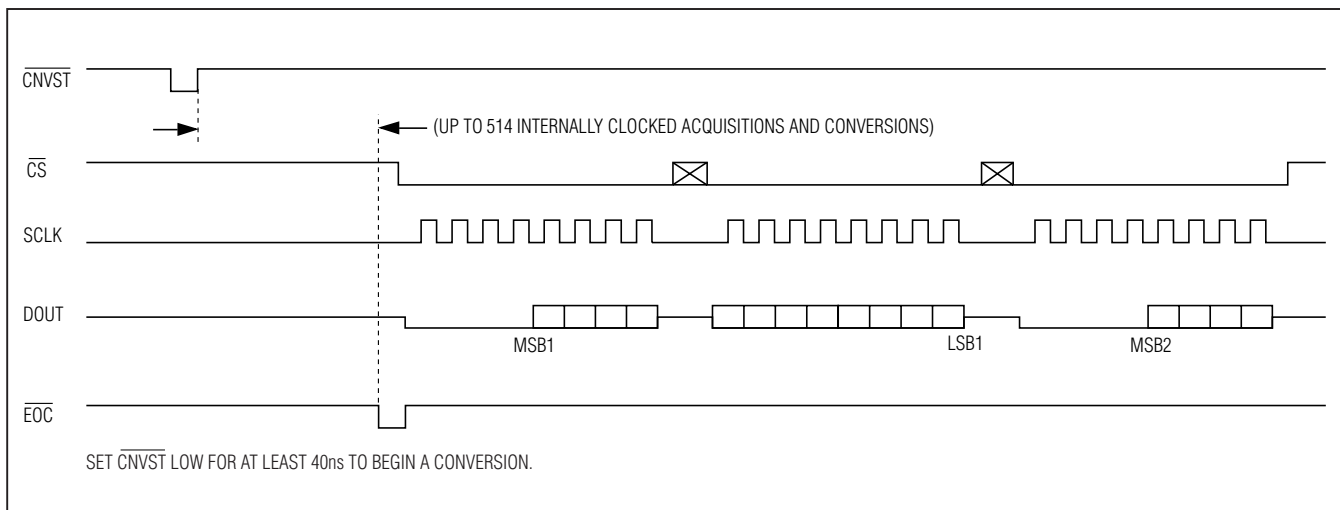 CNVST
(UP TO 514 INTERNALLY CLOCKED ACQUISITIONS AND CONVERSIONS)
CS
SCLK
DOUT
MSB1
LSB1
MSB2
EOC
SET CNVST LOW FOR AT LEAST 40ns TO BEGIN A CONVERSION.